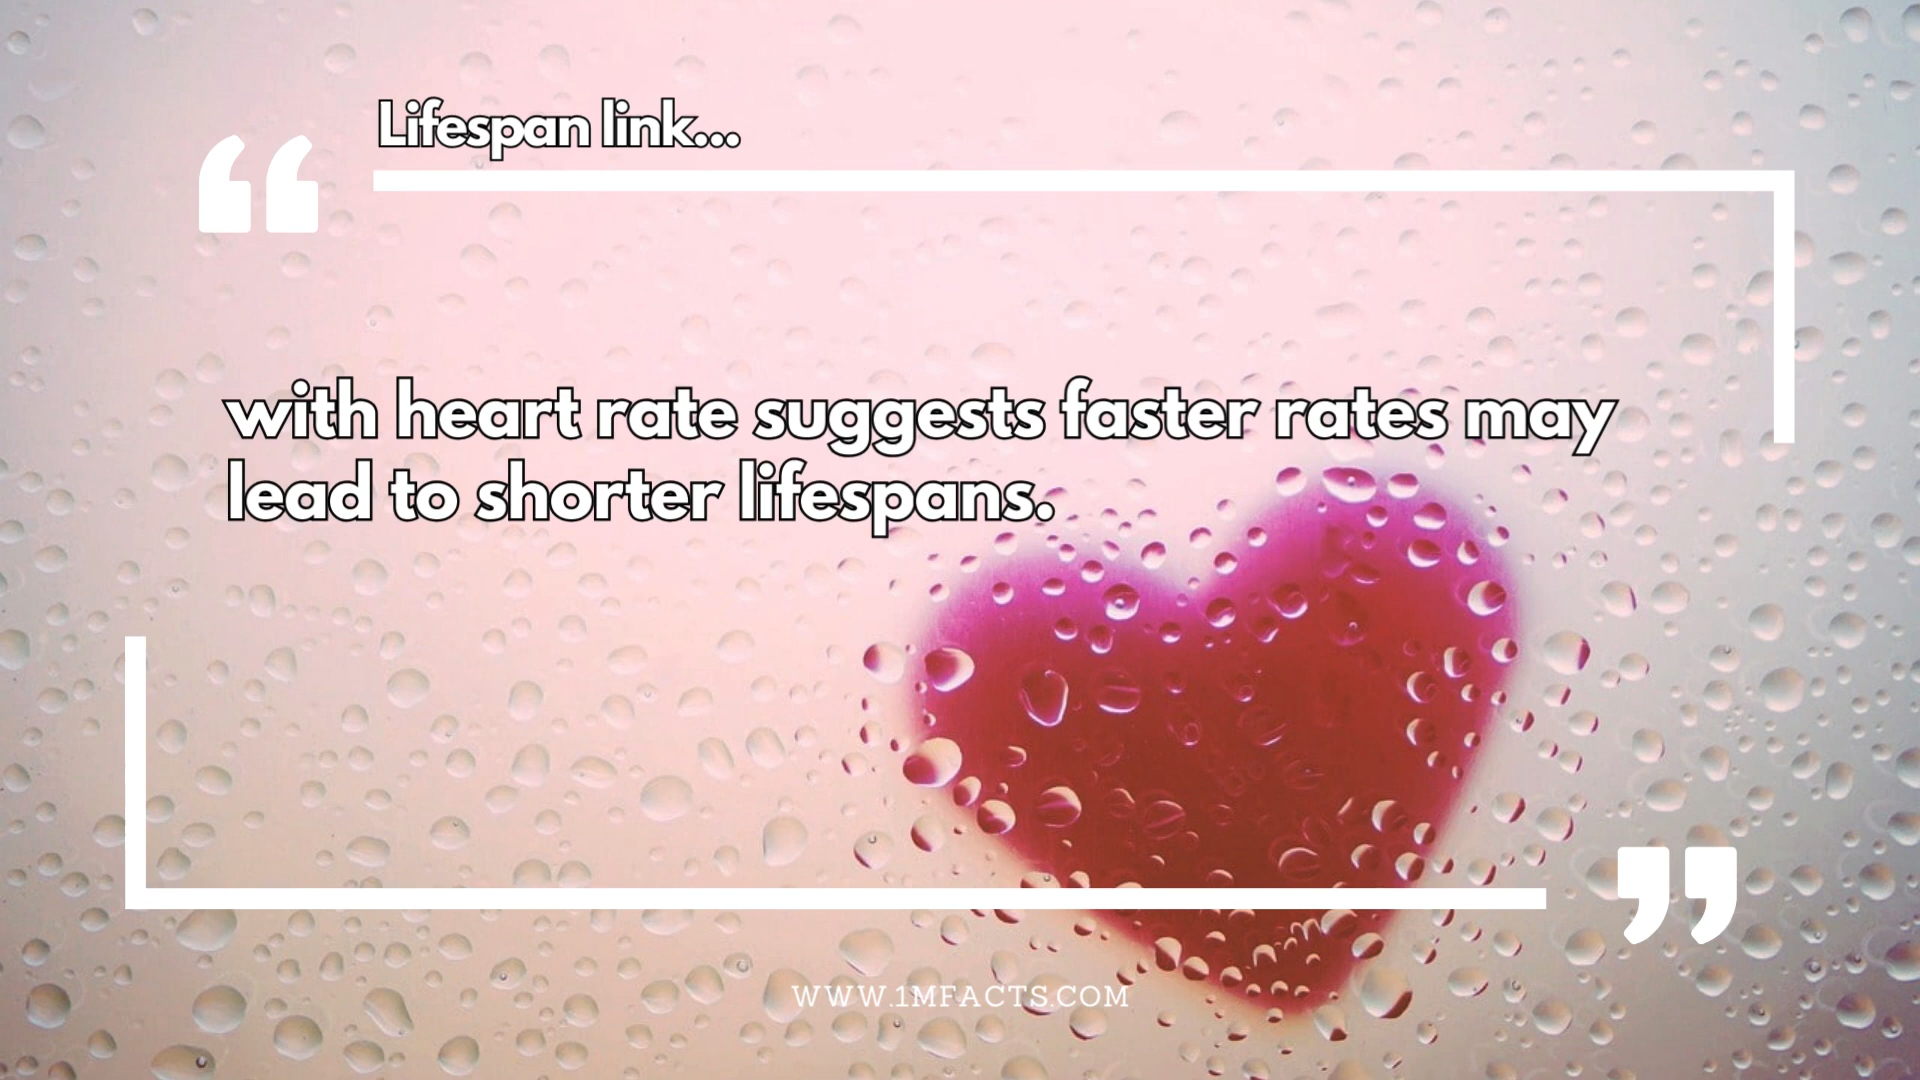 Lifespan link...
with heart rate suggests faster rates may
lead to shorter lifespans.
WWW.1MFACTS.COM